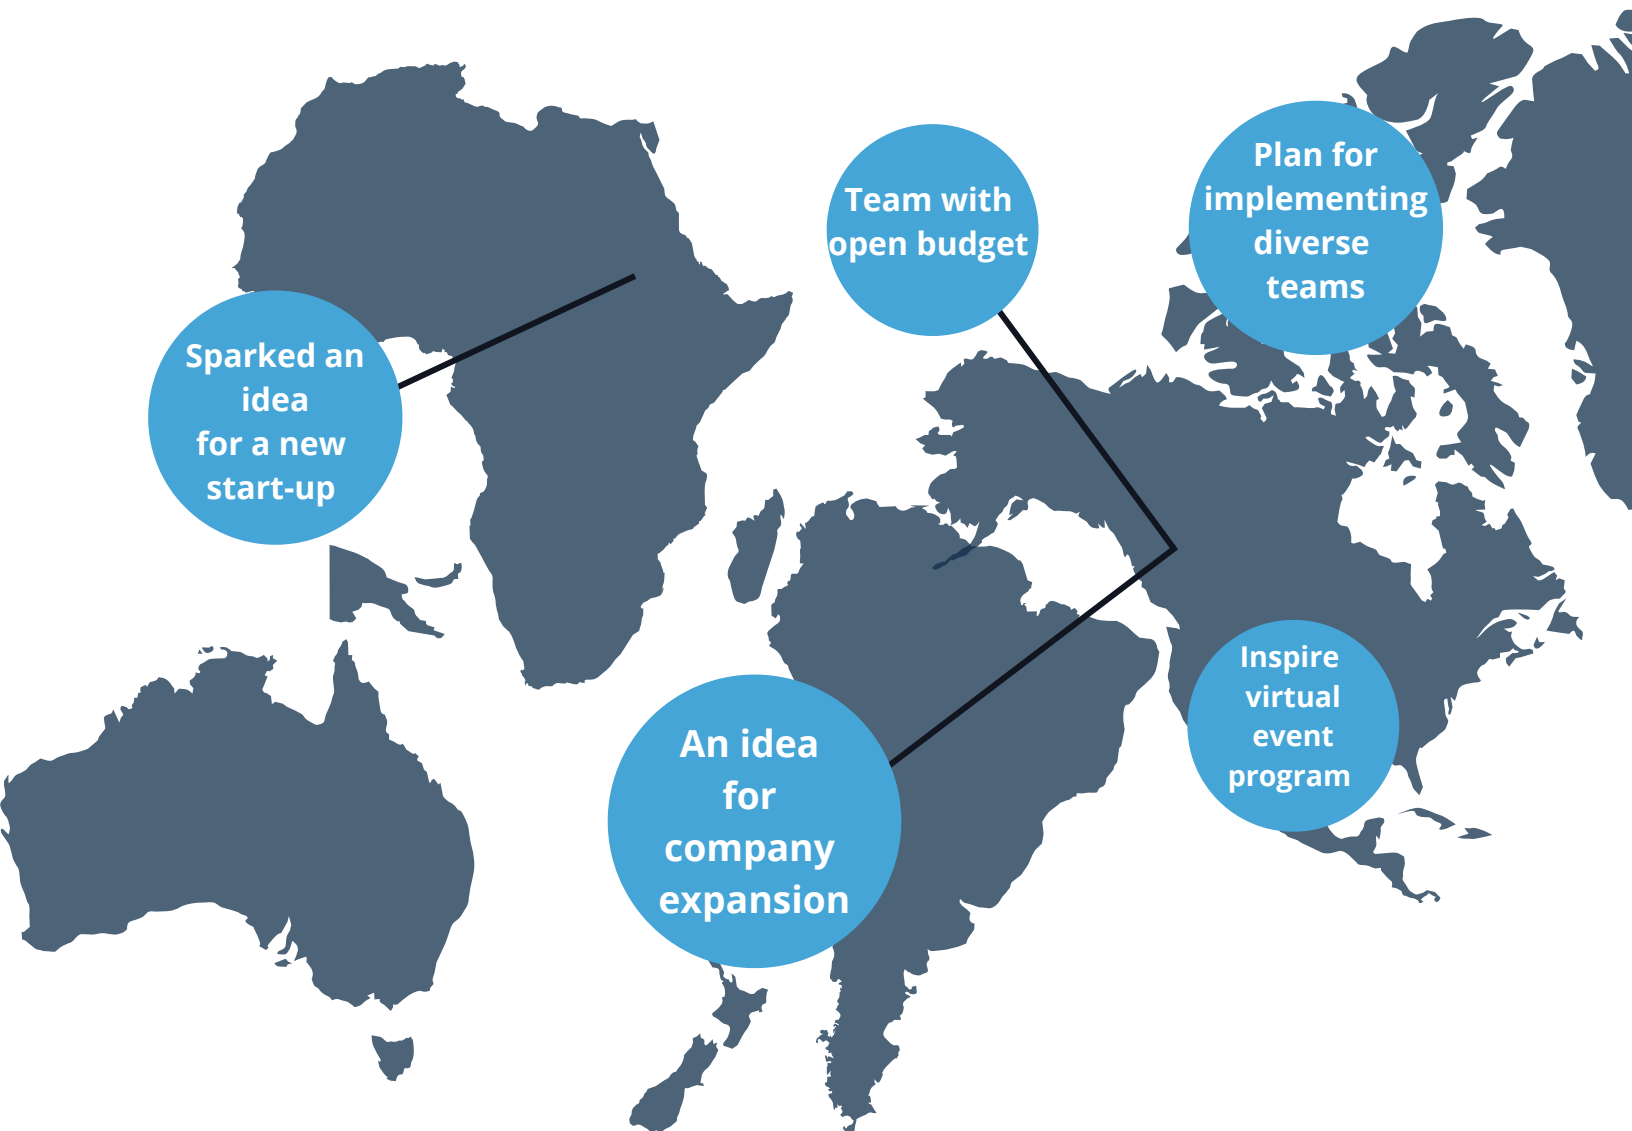 Sparked an
idea
for a new
start-up
Team with
open budget
Plan for
implementing
diverse
teams
An idea
for
company
expansion
Inspire
virtual
event
program